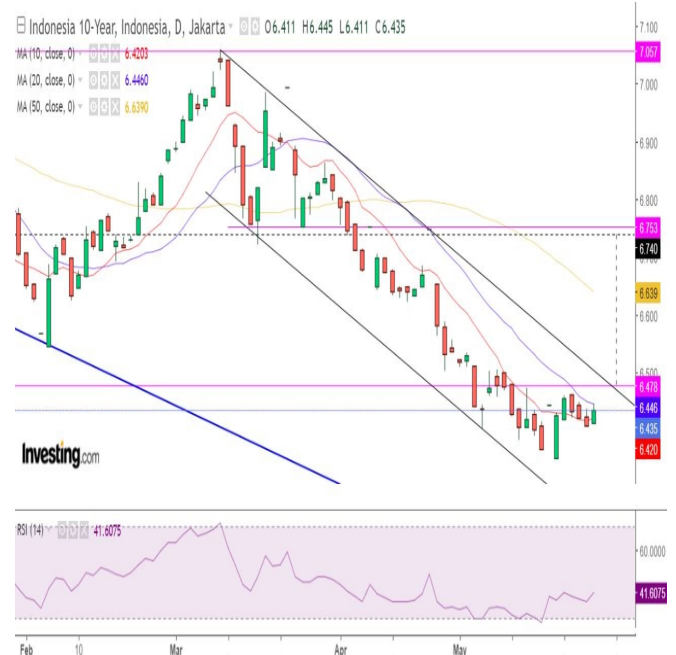 Indonesia 10-Year, Indonesia, D, Jakarta O6.411 H6.445 L6.411 C6.435
MA (10, close, 0) 6.4203
MA (20, close, 0) 6.4460
MA (50, close, 0) 6.6390
7.100
7.057
7.000
6.900
6.800
6.753
6.740
6.700
6.639
6.600
6.500
6.478
6.446
6.435
6.420
Investing.com
RSI (14) 41.6075
60.0000
41.6075
Feb 10 Mar Apr May